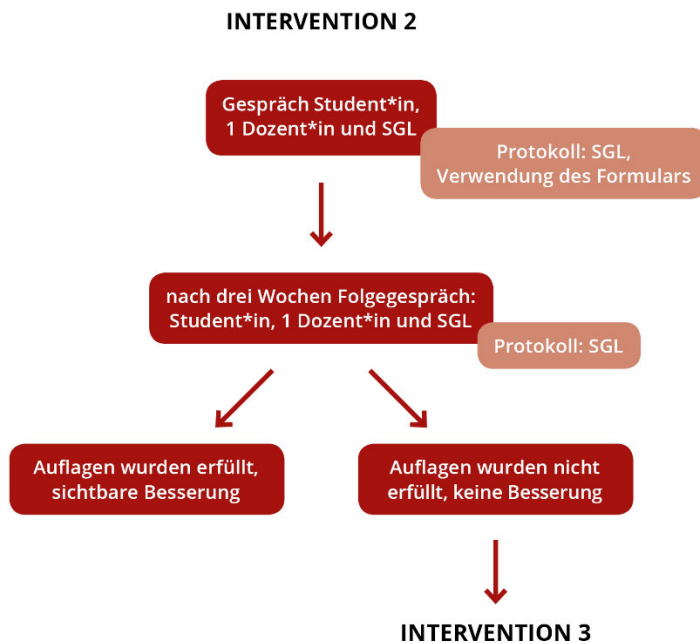 INTERVENTION 2
Gespräch Student*in,
1 Dozent*in und SGL
Protokoll: SGL,
Verwendung des Formulars
nach drei Wochen Folgegespräch:
Student*in, 1 Dozent*in und SGL
Protokoll: SGL
Auflagen wurden erfüllt,
sichtbare Besserung
Auflagen wurden nicht
erfüllt, keine Besserung
INTERVENTION 3